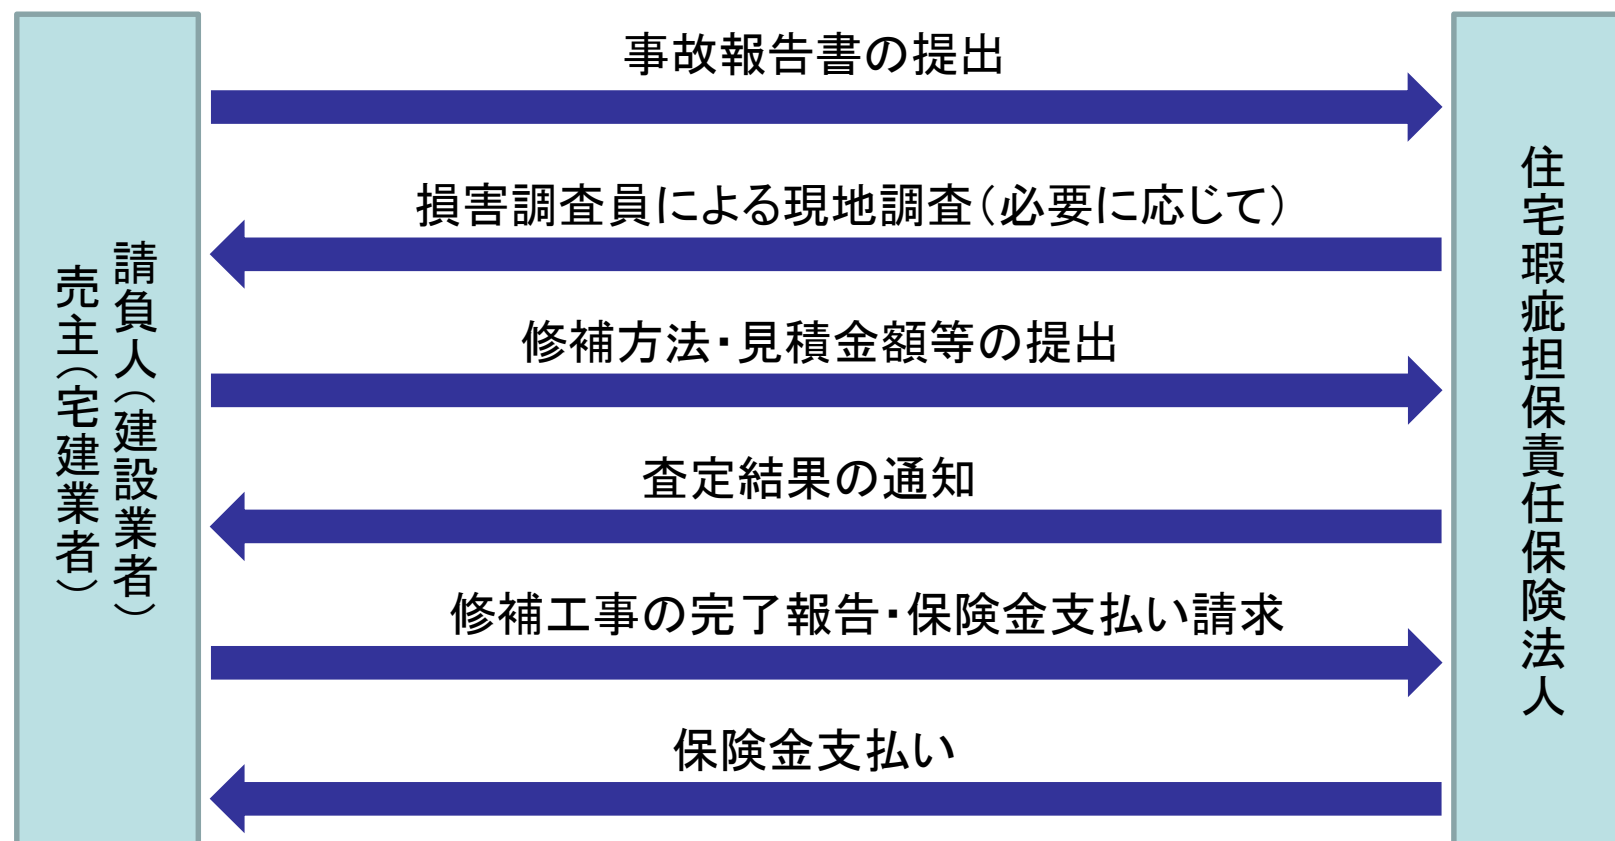 請負人（建設業者）
売主（宅建業者）
事故報告書の提出
損害調査員による現地調査（必要に応じて）
修補方法・見積金額等の提出
査定結果の通知
修補工事の完了報告・保険金支払い請求
保険金支払い
住宅瑕疵担保責任保険法人